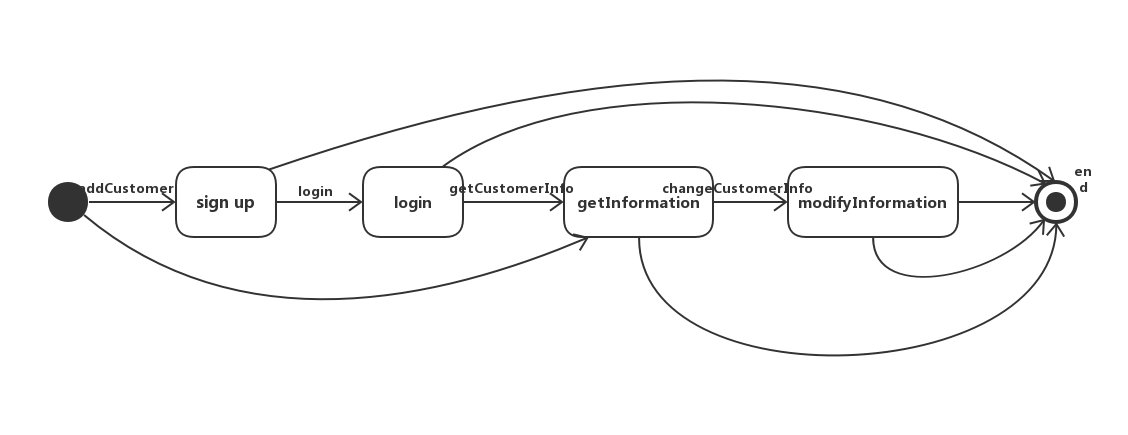 addCustomer
sign up
login
login
getCustomerInfo
getInformation
changeCustomerInfo
modifyInformation
en
d